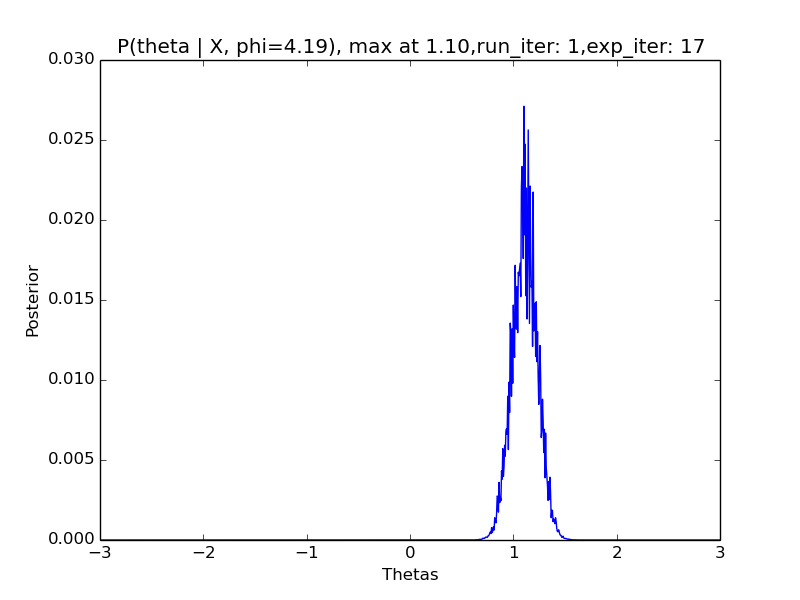 P(theta | X, phi=4.19), max at 1.10,run_iter: 1,exp_iter: 17
0.030
0.025
0.020
0.015
0.010
0.005
0.000
Posterior
−3 −2 −1 0 1 2 3
Thetas